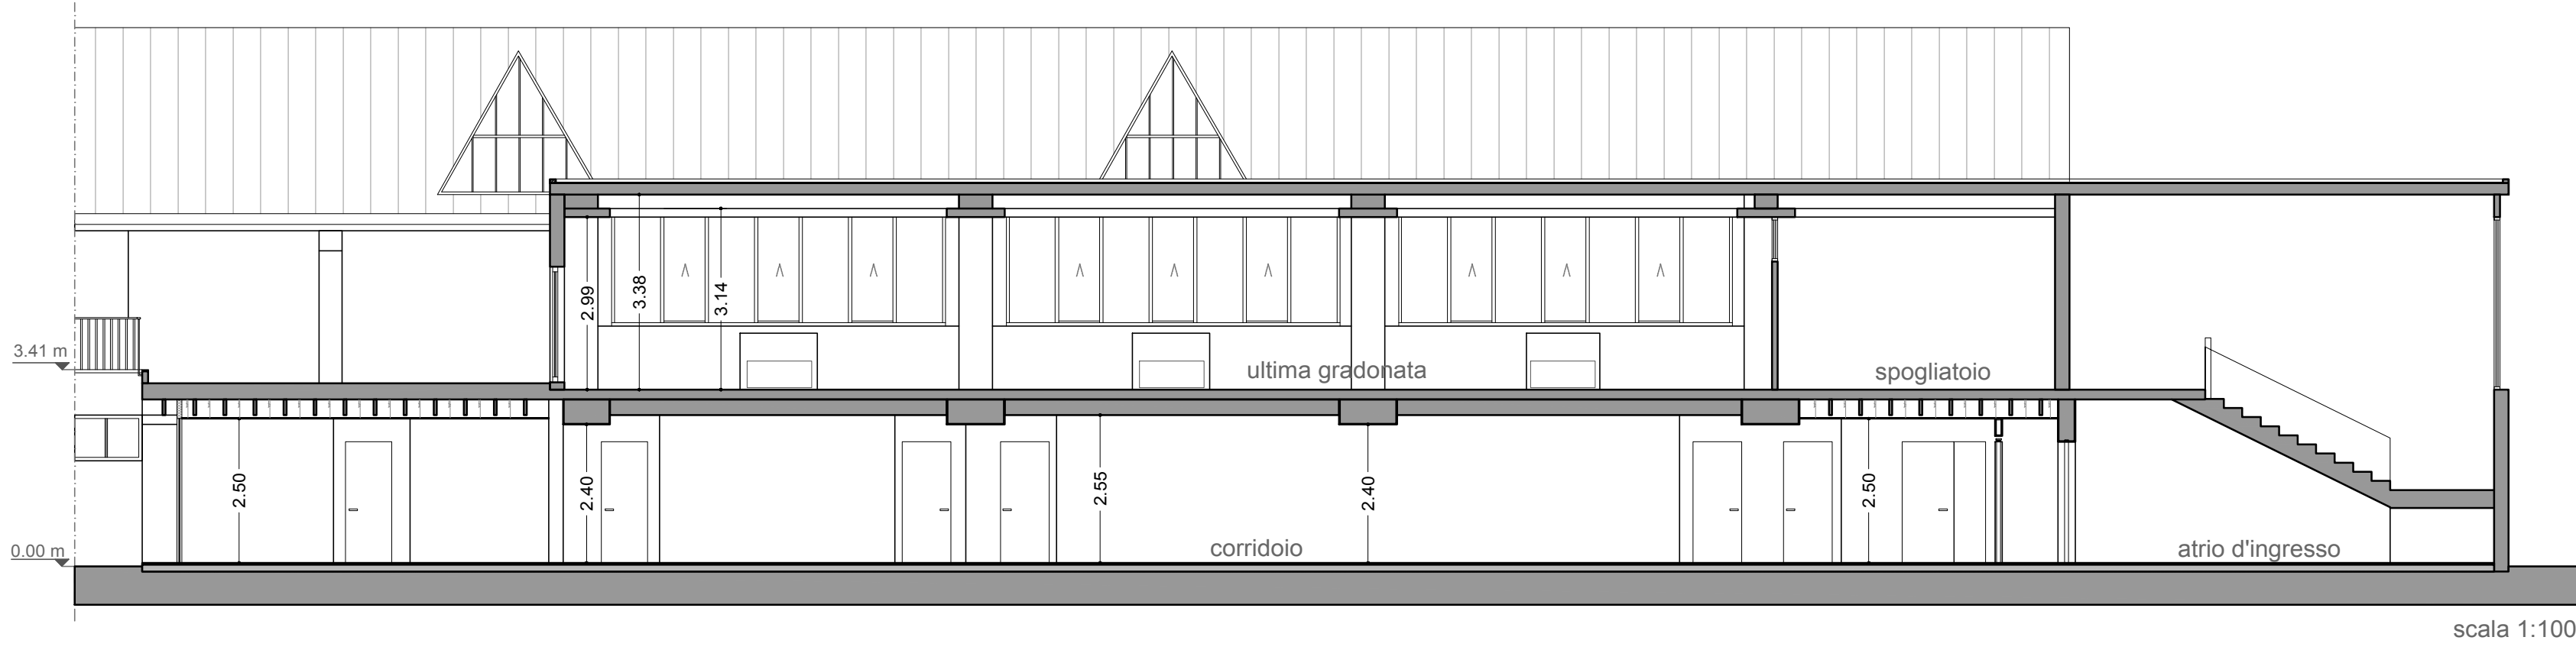 2.99
3.38
3.14
3.41 m
ultima gradonata
spogliatoio
2.50
2.40
2.55
2.40
2.50
0.00 m
corridoio
atrio d'ingresso
scala 1:100